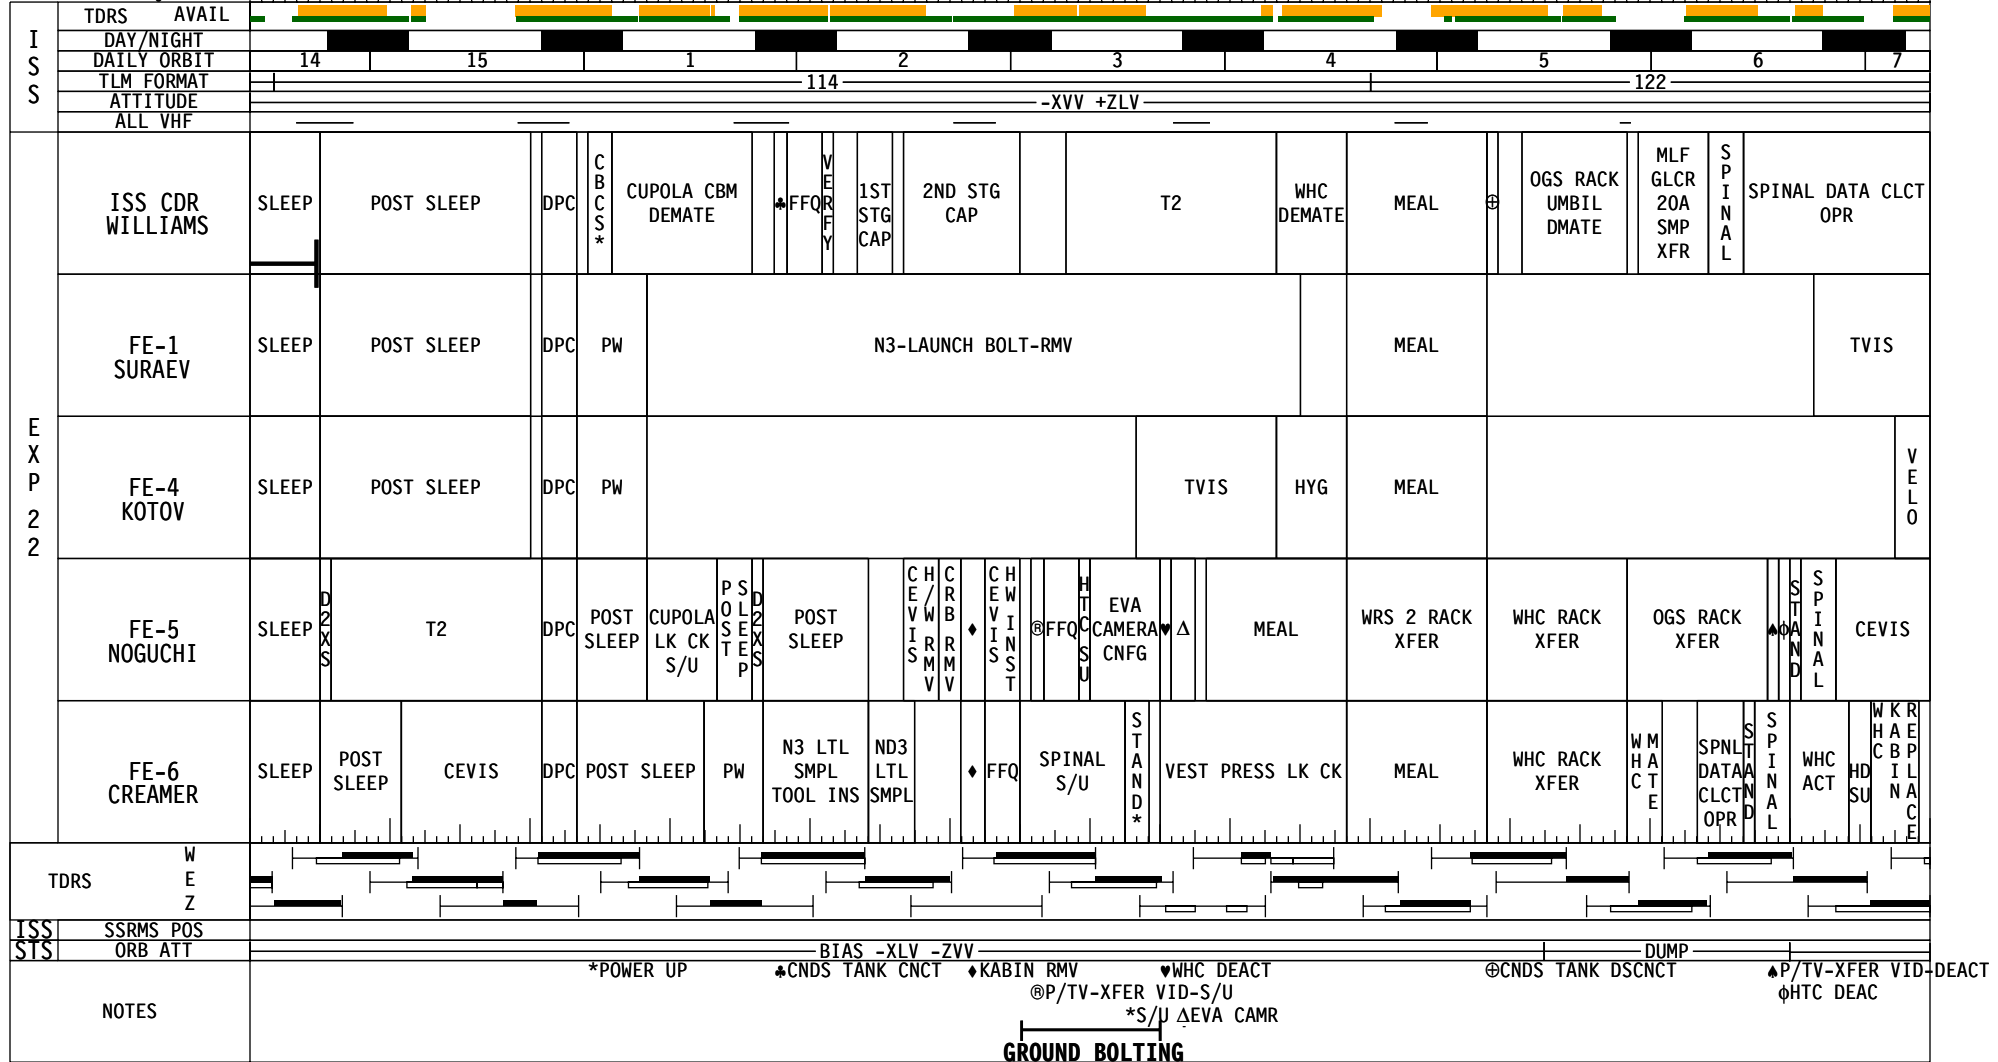 TDRS AVAIL
DAY/NIGHT
DAILY ORBIT 14 15 1 2 3 4 5 6 7
TLM FORMAT 114 122
ATTITUDE -XVV +ZLV
ALL VHF
ISS
EXP 22
ISS CDR
WILLIAMS
SLEEP
POST SLEEP
DPC
CBCS*
CUPOLA CBM
DEMATE
♣
FFQ
VERFY
1ST
STG
CAP
2ND STG
CAP
T2
WHC
DEMATE
MEAL
⊕
OGS RACK
UMBIL
DMATE
MLF
GLCR
2OA
SMP
XFR
SPINAL
SPINAL DATA CLCT
OPR
FE-1
SURAEV
SLEEP
POST SLEEP
DPC
PW
N3-LAUNCH BOLT-RMV
MEAL
TVIS
FE-4
KOTOV
SLEEP
POST SLEEP
DPC
PW
TVIS
HYG
MEAL
VELO
FE-5
NOGUCHI
SLEEP
D2XS
T2
DPC
POST
SLEEP
CUPOLA
LK CK
S/U
POST
SLEEP
D2XS
POST
SLEEP
CEVIS
H/W RMV
CRB RMV
♦
CEVIS
HW INST
®
FFQ
HTC SU
EVA
CAMERA
CNFG
♥
Δ
MEAL
WRS 2 RACK
XFER
WHC RACK
XFER
OGS RACK
XFER
♠
ϕ
STAND
SPINAL
CEVIS
FE-6
CREAMER
SLEEP
POST
SLEEP
CEVIS
DPC
POST SLEEP
PW
N3 LTL
SMPL
TOOL INS
ND3
LTL
SMPL
♦
FFQ
SPINAL
S/U
STAND*
VEST PRESS LK CK
MEAL
WHC RACK
XFER
WHC
MATE
SPNL
DATA
CLCT
OPR
STAND
SPINAL
WHC
ACT
HD
SU
WHC
KABIN
REPLACE
TDRS
W
E
Z
ISS SSRMS POS
STS ORB ATT BIAS -XLV -ZVV DUMP
NOTES
*POWER UP ♣CNDS TANK CNCT ♦KABIN RMV ♥WHC DEACT ⊕CNDS TANK DSCNCT ♠P/TV-XFER VID-DEACT
®P/TV-XFER VID-S/U ϕHTC DEAC
*S/U ΔEVA CAMR
GROUND BOLTING